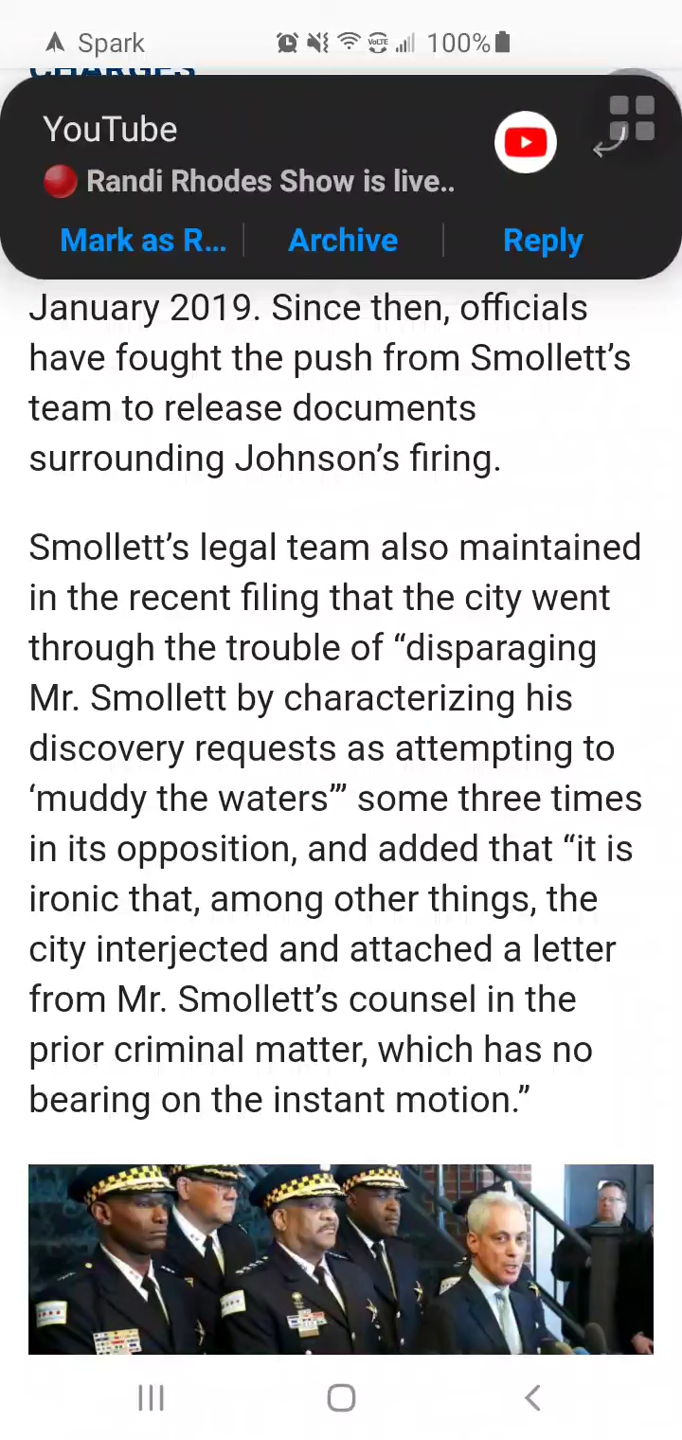 Spark
VoLTE
100%
CHARGES
YouTube
Randi Rhodes Show is live..
Mark as R...
Archive
Reply
January 2019. Since then, officials
have fought the push from Smollett’s
team to release documents
surrounding Johnson’s firing.
Smollett’s legal team also maintained
in the recent filing that the city went
through the trouble of “disparaging
Mr. Smollett by characterizing his
discovery requests as attempting to
‘muddy the waters’” some three times
in its opposition, and added that “it is
ironic that, among other things, the
city interjected and attached a letter
from Mr. Smollett’s counsel in the
prior criminal matter, which has no
bearing on the instant motion.”